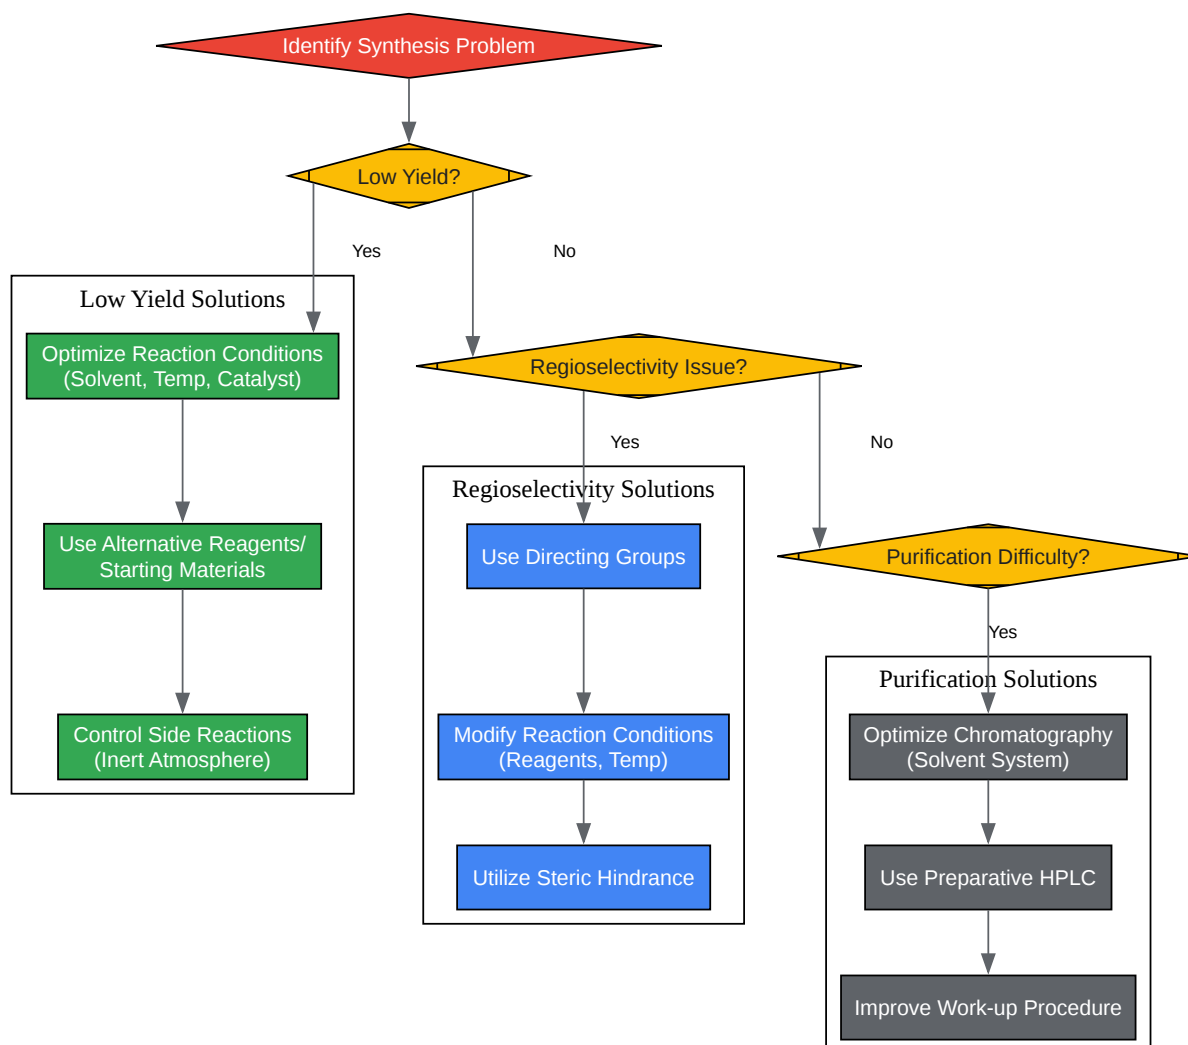 Identify Synthesis Problem
Low Yield?
Yes
No
Low Yield Solutions
Optimize Reaction Conditions
(Solvent, Temp, Catalyst)
Use Alternative Reagents/
Starting Materials
Control Side Reactions
(Inert Atmosphere)
Regioselectivity Issue?
Yes
No
Regioselectivity Solutions
Use Directing Groups
Modify Reaction Conditions
(Reagents, Temp)
Utilize Steric Hindrance
Purification Difficulty?
Yes
Purification Solutions
Optimize Chromatography
(Solvent System)
Use Preparative HPLC
Improve Work-up Procedure